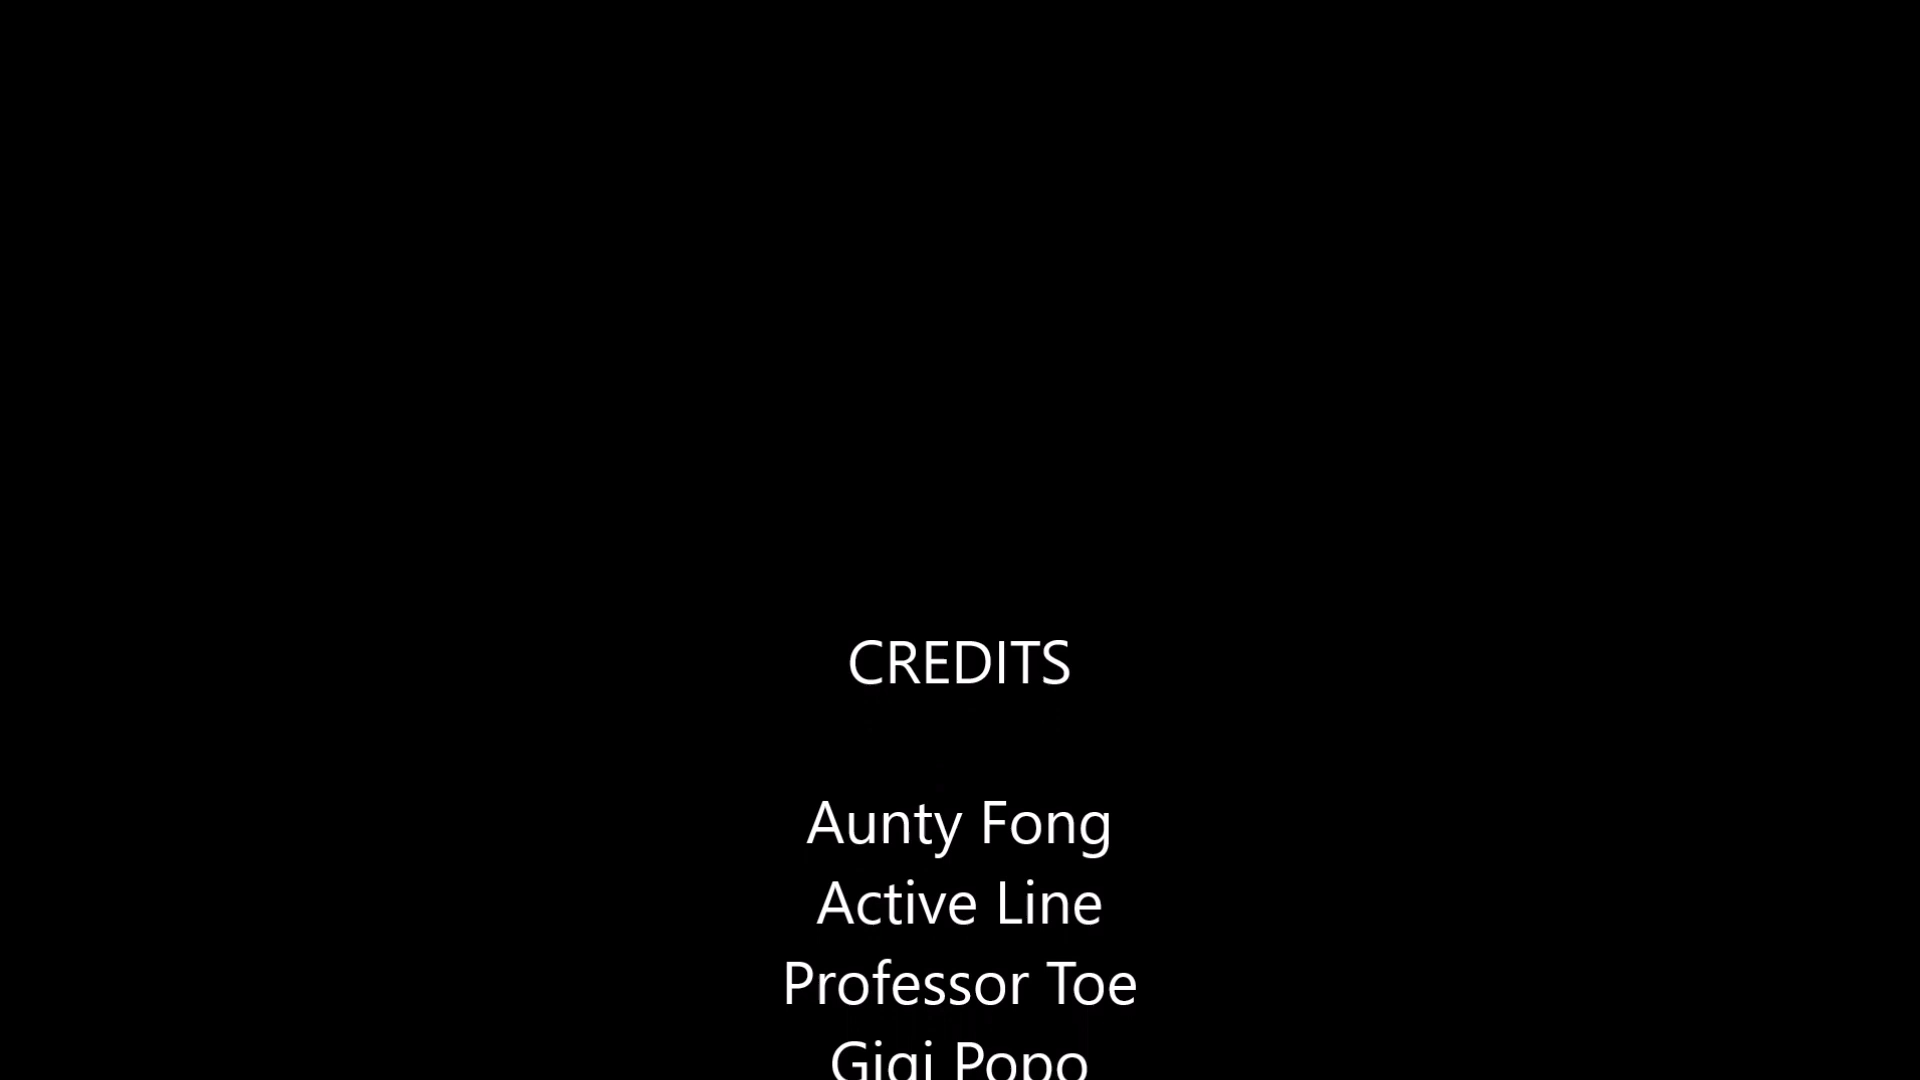 CREDITS
Aunty Fong
Active Line
Professor Toe
Gigi Popo